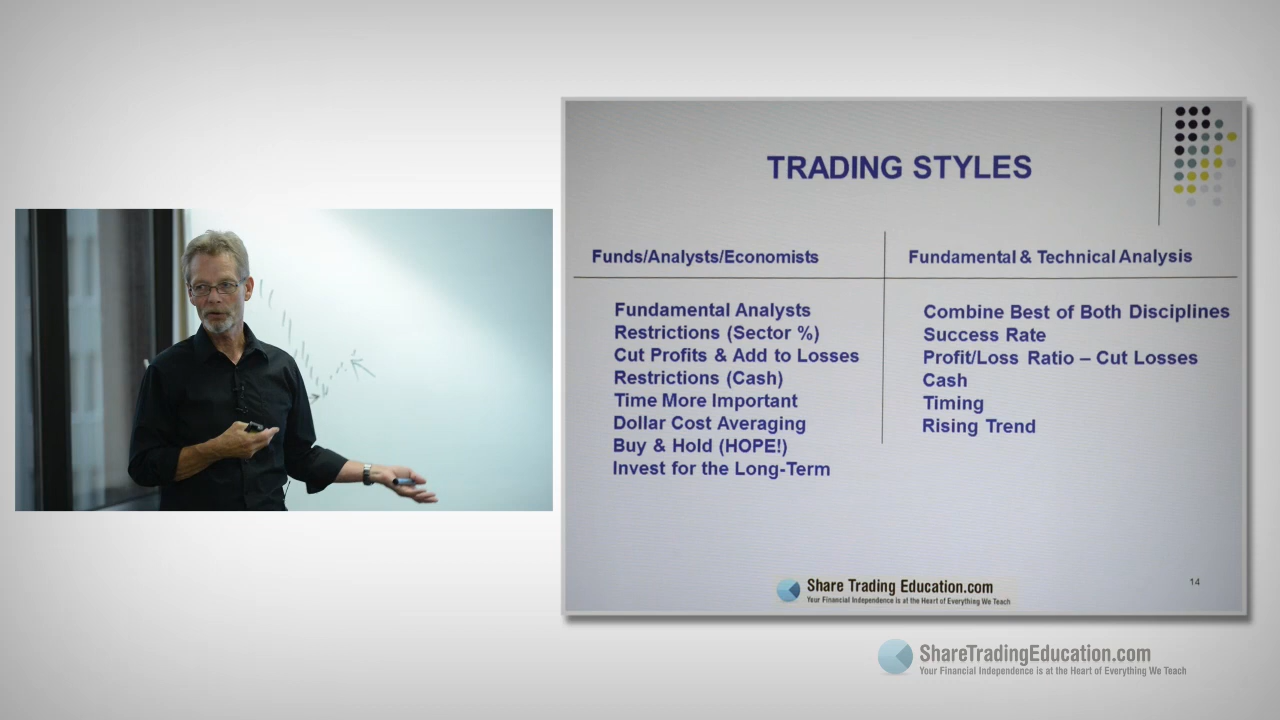 TRADING STYLES
Funds/Analysts/Economists
Fundamental Analysts
Restrictions (Sector %)
Cut Profits & Add to Losses
Restrictions (Cash)
Time More Important
Dollar Cost Averaging
Buy & Hold (HOPE!)
Invest for the Long-Term
Fundamental & Technical Analysis
Combine Best of Both Disciplines
Success Rate
Profit/Loss Ratio – Cut Losses
Cash
Timing
Rising Trend
Share Trading Education.com
Your Financial Independence is at the Heart of Everything We Teach
14
ShareTradingEducation.com
Your Financial Independence is at the Heart of Everything We Teach